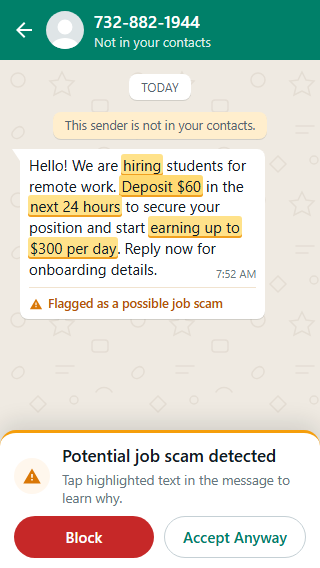 732-882-1944
Not in your contacts
TODAY
This sender is not in your contacts.
Hello! We are hiring students for
remote work. Deposit $60 in the
next 24 hours to secure your
position and start earning up to
$300 per day. Reply now for
onboarding details.
7:52 AM
Flagged as a possible job scam
Potential job scam detected
Tap highlighted text in the message to
learn why.
Block
Accept Anyway